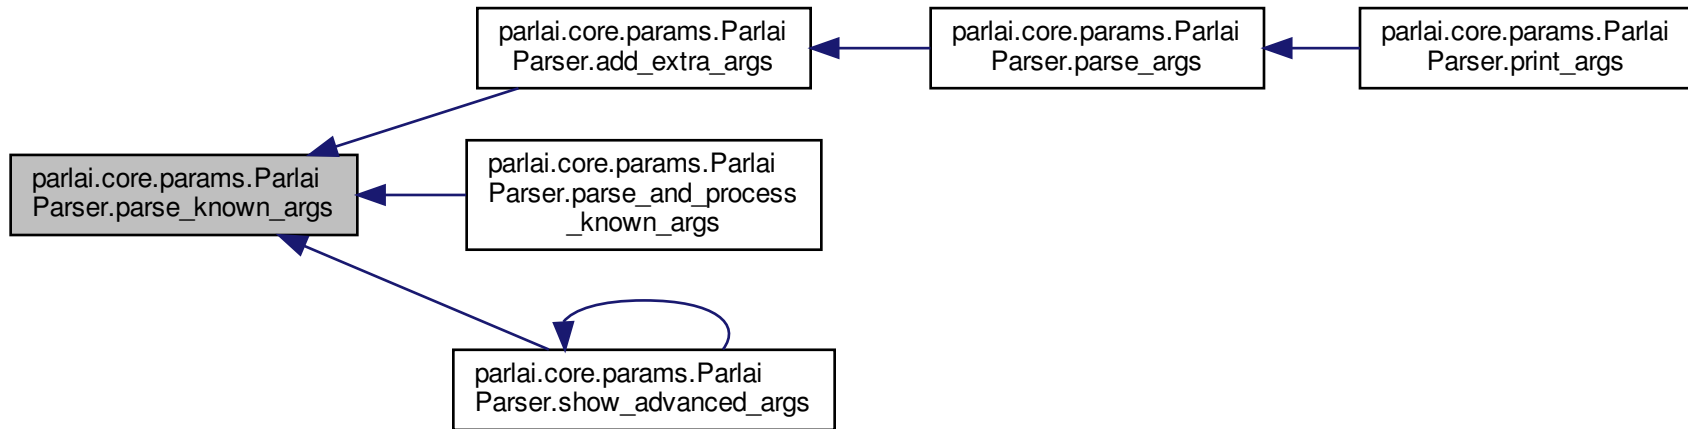 parlai.core.params.Parlai
Parser.add_extra_args
parlai.core.params.Parlai
Parser.parse_args
parlai.core.params.Parlai
Parser.print_args
parlai.core.params.Parlai
Parser.parse_known_args
parlai.core.params.Parlai
Parser.parse_and_process
_known_args
parlai.core.params.Parlai
Parser.show_advanced_args